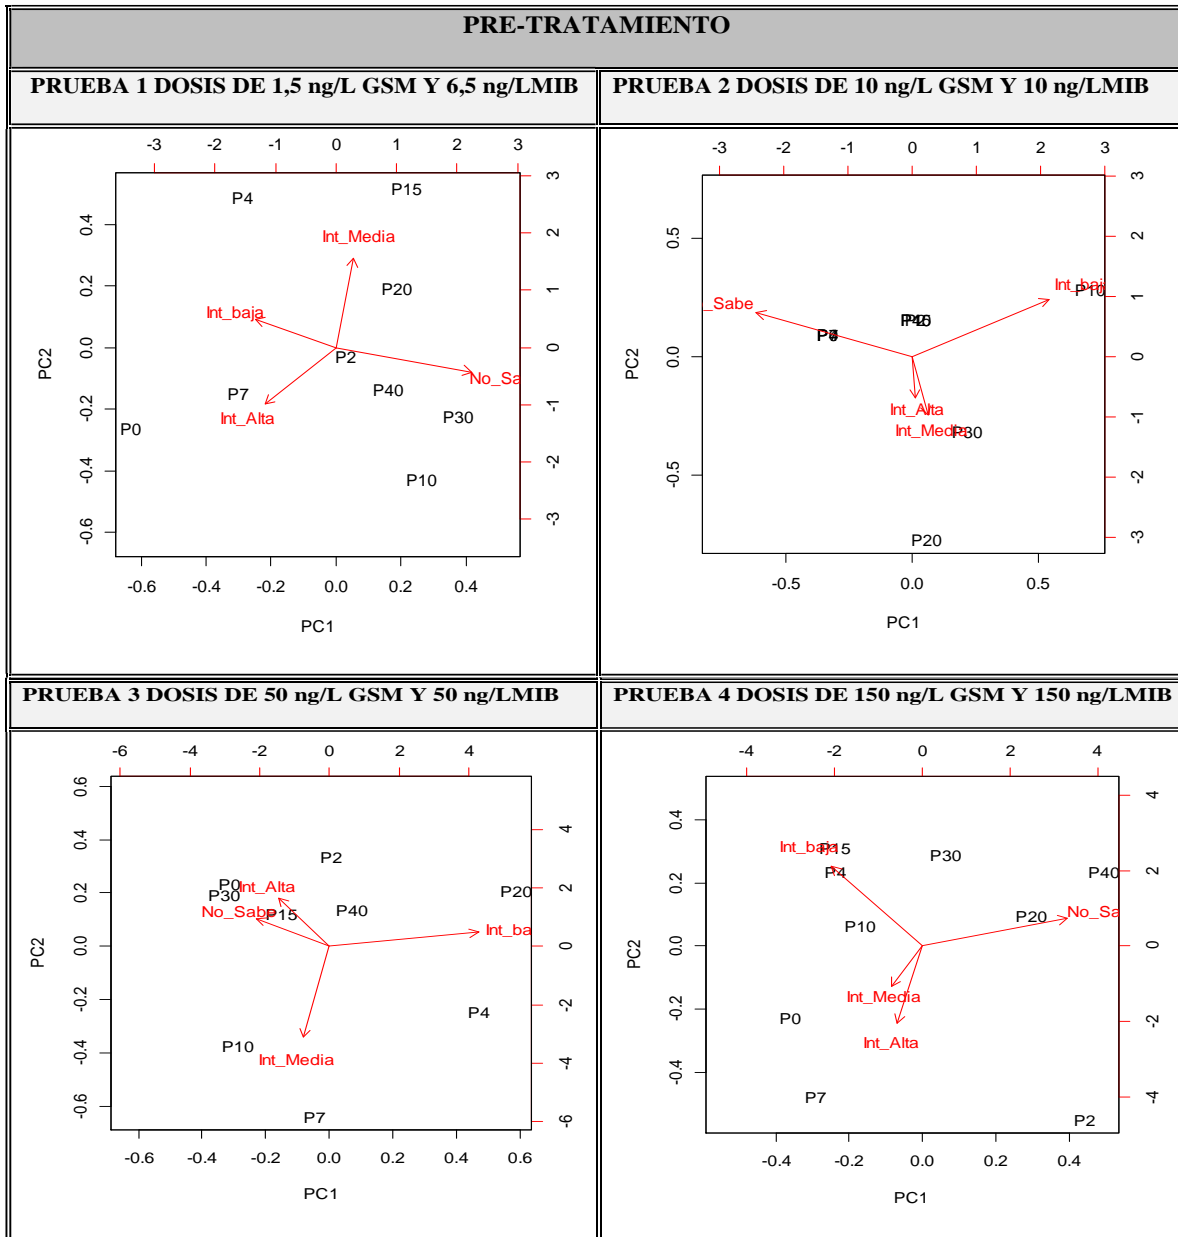 PRE-TRATAMIENTO
PRUEBA 1 DOSIS DE 1,5 ng/L GSM Y 6,5 ng/LMIB
PRUEBA 2 DOSIS DE 10 ng/L GSM Y 10 ng/LMIB
-3 -2 -1 0 1 2 3
P4
P15
Int_Media
P20
Int_baja
P2
No_Sa
P7
P40
Int_Alta
P30
P0
P10
0.4
0.2
0.0
-0.2
-0.4
-0.6
3
2
1
0
-1
-2
-3
PC2
-0.6 -0.4 -0.2 0.0 0.2 0.4
PC1
-3 -2 -1 0 1 2 3
_Sabe
Int_baj
P10
Int_Alta
Int_Media
P30
P20
0.5
0.0
-0.5
3
2
1
0
-1
-2
-3
PC2
-0.5 0.0 0.5
PC1
PRUEBA 3 DOSIS DE 50 ng/L GSM Y 50 ng/LMIB
PRUEBA 4 DOSIS DE 150 ng/L GSM Y 150 ng/LMIB
-6 -4 -2 0 2 4
P2
P0
Int_Alta
P30
P20
No_Sabe
P15
P40
Int_ba
P4
P10
Int_Media
P7
0.6
0.4
0.2
0.0
-0.2
-0.4
-0.6
4
2
0
-2
-4
-6
PC2
-0.6 -0.4 -0.2 0.0 0.2 0.4 0.6
PC1
-4 -2 0 2 4
Int_baja
P15
P30
P4
P40
P10
P20
No_Sa
Int_Media
P0
Int_Alta
P7
P2
0.4
0.2
0.0
-0.2
-0.4
4
2
0
-2
-4
PC2
-0.4 -0.2 0.0 0.2 0.4
PC1